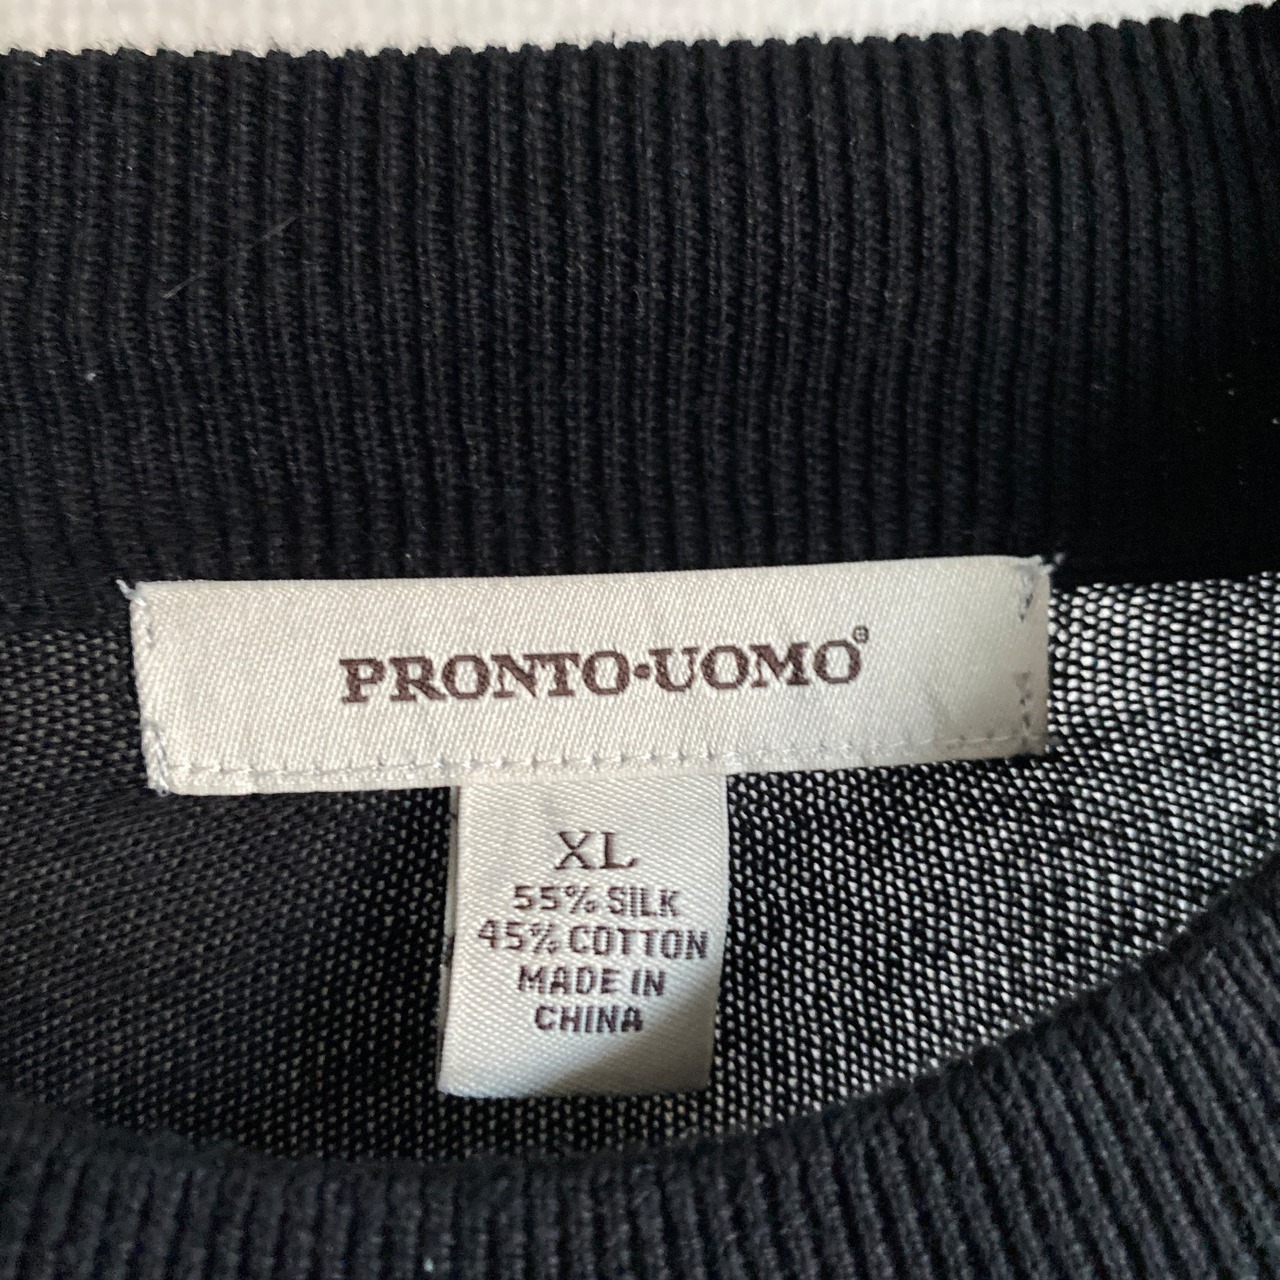 PRONTO•UOMO®
XL
55% SILK
45% COTTON
MADE IN
CHINA